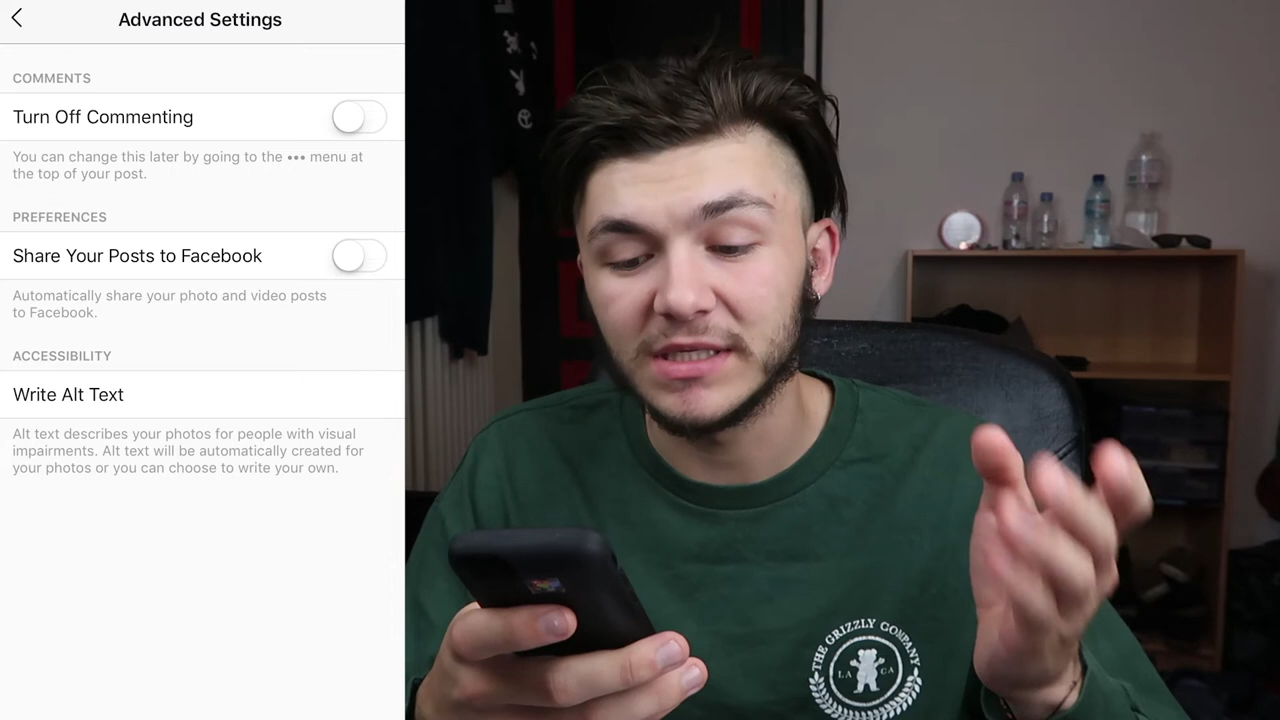 Advanced Settings
COMMENTS
Turn Off Commenting
You can change this later by going to the ••• menu at
the top of your post.
PREFERENCES
Share Your Posts to Facebook
Automatically share your photo and video posts
to Facebook.
ACCESSIBILITY
Write Alt Text
Alt text describes your photos for people with visual
impairments. Alt text will be automatically created for
your photos or you can choose to write your own.
THE GRIZZLY COMPANY
LA CA